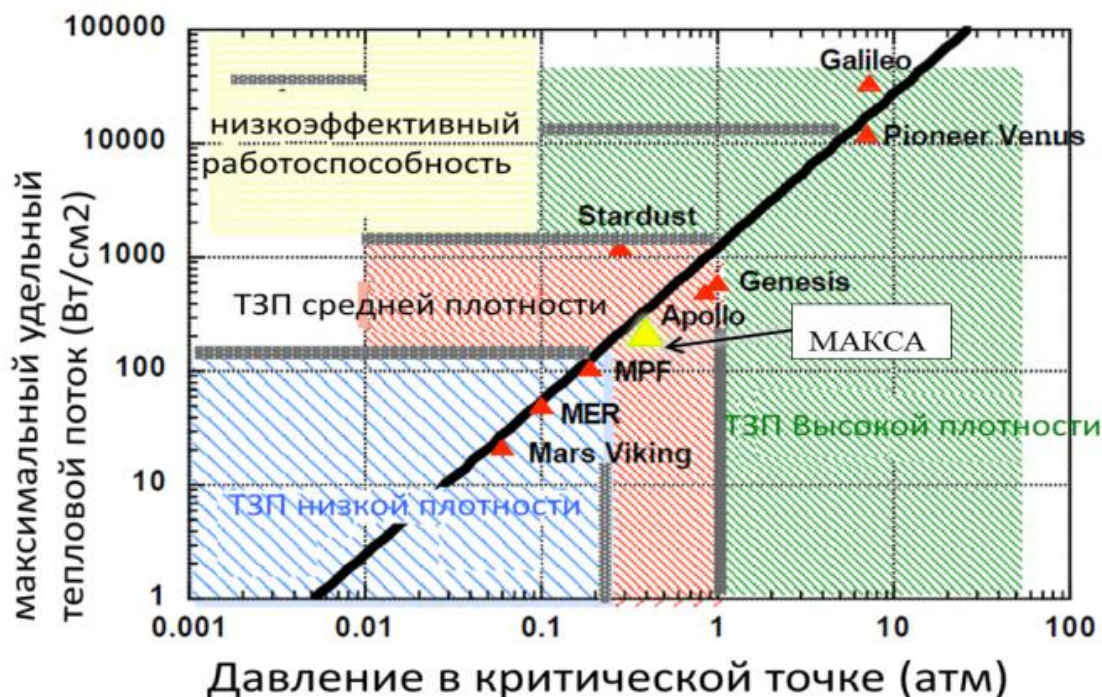 максимальный удельный
тепловой поток (Вт/см2)
100000
10000
1000
100
10
1
низкоэффективный
работоспособность
Galileo
Pioneer Venus
Stardust
ТЗП средней плотности
Genesis
Apollo
МАКСА
MPF
MER
ТЗП Высокой плотности
Mars Viking
ТЗП низкой плотности
0.001 0.01 0.1 1 10 100
Давление в критической точке (атм)